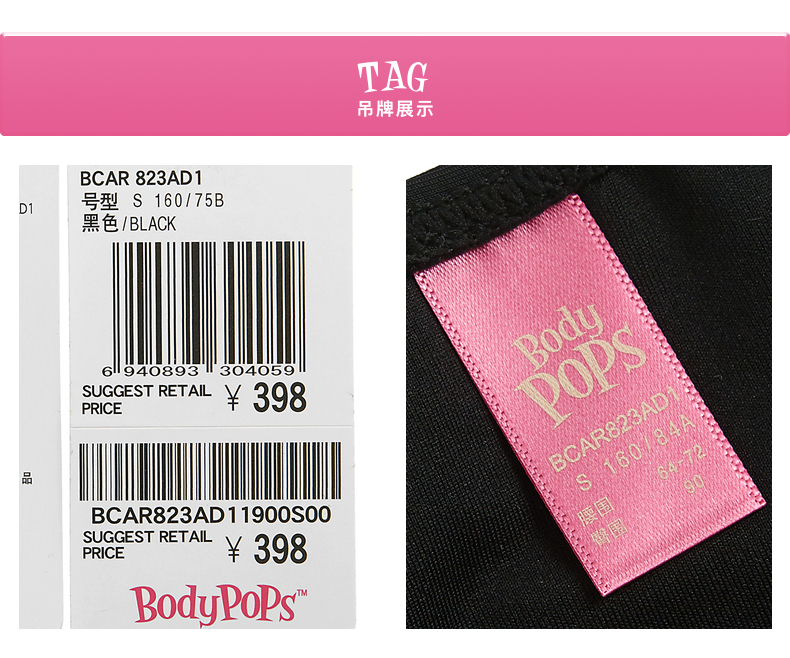 TAG
吊牌展示
D1
品
BCAR 823AD1
号型 S 160/75B
黑色/BLACK
6 940893 304059
SUGGEST RETAIL
PRICE
¥ 398
BCAR823AD11900S00
SUGGEST RETAIL
PRICE
¥ 398
BodyPOPs™
Body
POPS
BCAR823AD1
S 160/84A
腰围 64-72
臀围 90